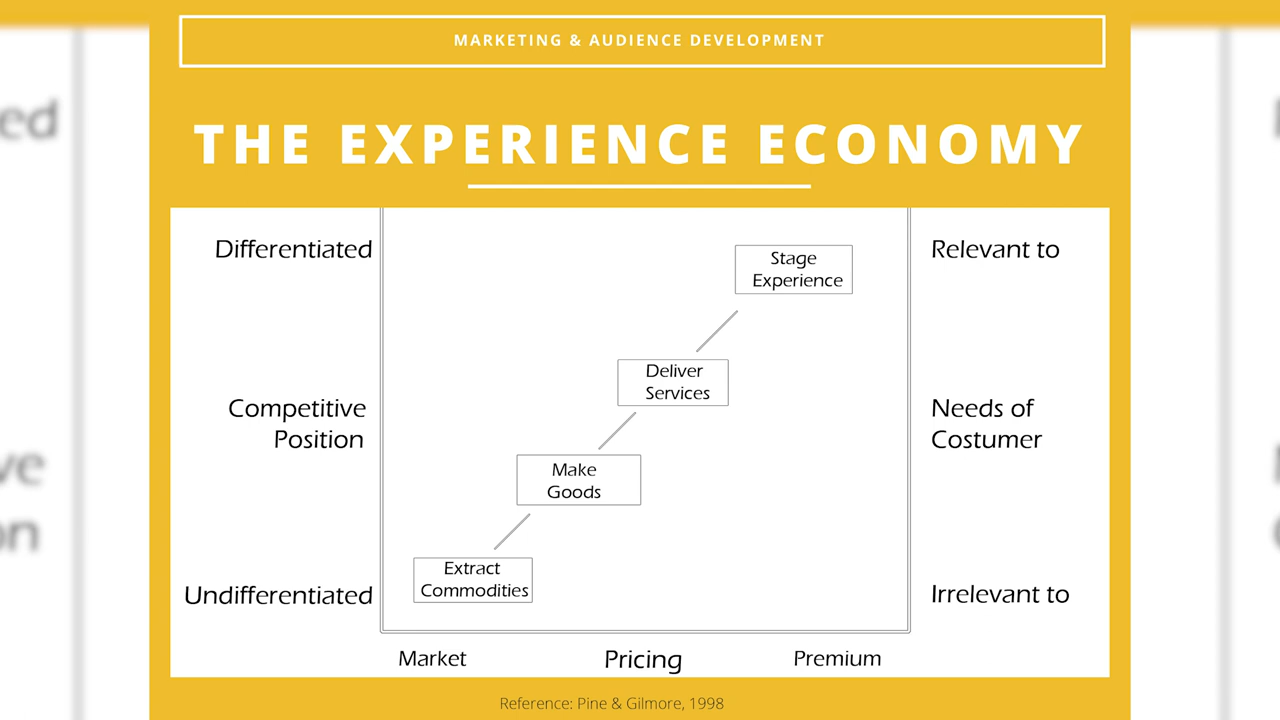 MARKETING & AUDIENCE DEVELOPMENT
THE EXPERIENCE ECONOMY
Differentiated
Stage
Experience
Relevant to
Deliver
Services
Competitive
Position
Needs of
Costumer
Make
Goods
Extract
Commodities
Undifferentiated
Irrelevant to
Market
Pricing
Premium
Reference: Pine & Gilmore, 1998